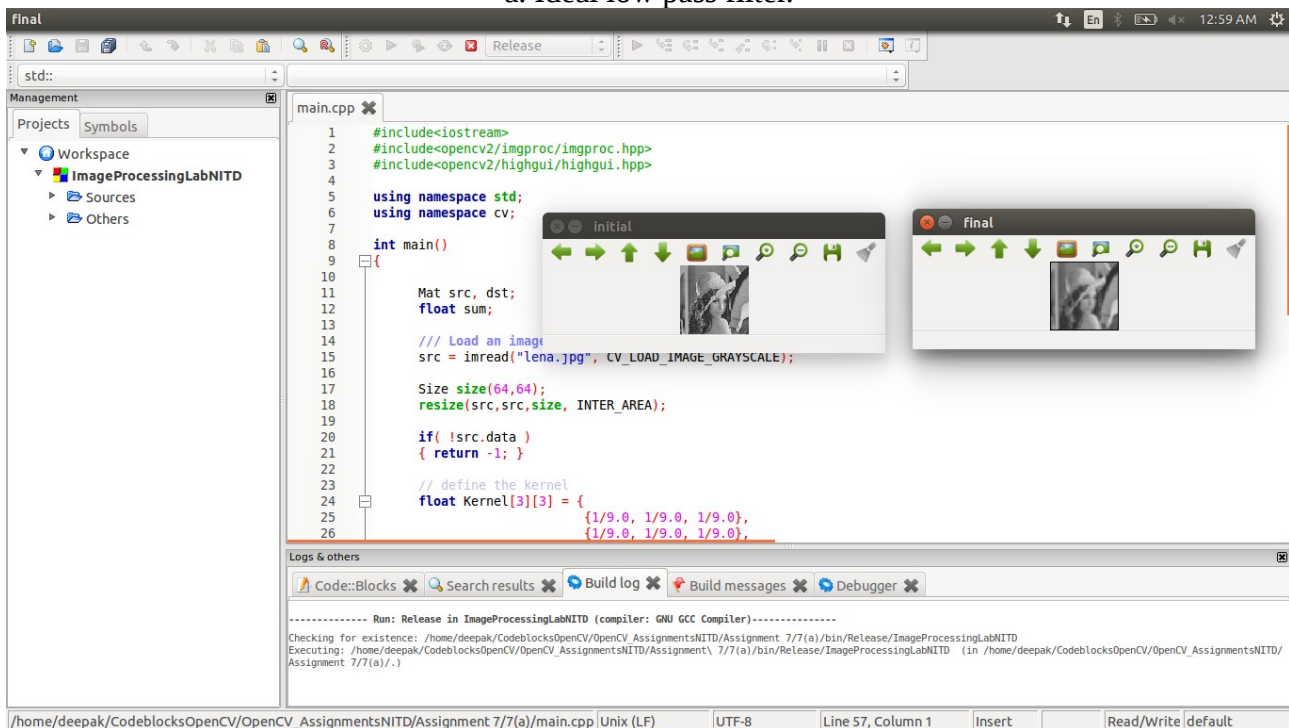 a. Ideal low pass filter.
final
En
12:59 AM
Release
std::
Management
Projects Symbols
Workspace
ImageProcessingLabNITD
Sources
Others
main.cpp
1 #include<iostream>
2 #include<opencv2/imgproc/imgproc.hpp>
3 #include<opencv2/highgui/highgui.hpp>
4
5 using namespace std;
6 using namespace cv;
7
8 int main()
9 {
10
11 Mat src, dst;
12 float sum;
13
14 /// Load an image
15 src = imread("lena.jpg", CV_LOAD_IMAGE_GRAYSCALE);
16
17 Size size(64,64);
18 resize(src,src,size, INTER_AREA);
19
20 if( !src.data )
21 { return -1; }
22
23 // define the kernel
24 float Kernel[3][3] = {
25 {1/9.0, 1/9.0, 1/9.0},
26 {1/9.0, 1/9.0, 1/9.0},
initial
final
Logs & others
Code::Blocks Search results Build log Build messages Debugger
-------------- Run: Release in ImageProcessingLabNITD (compiler: GNU GCC Compiler)---------------
Checking for existence: /home/deepak/CodeblocksOpenCV/OpenCV_AssignmentsNITD/Assignment 7/7(a)/bin/Release/ImageProcessingLabNITD
Executing: /home/deepak/CodeblocksOpenCV/OpenCV_AssignmentsNITD/Assignment\ 7/7(a)/bin/Release/ImageProcessingLabNITD (in /home/deepak/CodeblocksOpenCV/OpenCV_AssignmentsNITD/
Assignment 7/7(a)/.)
/home/deepak/CodeblocksOpenCV/OpenCV_AssignmentsNITD/Assignment 7/7(a)/main.cpp Unix (LF) UTF-8 Line 57, Column 1 Insert Read/Write default